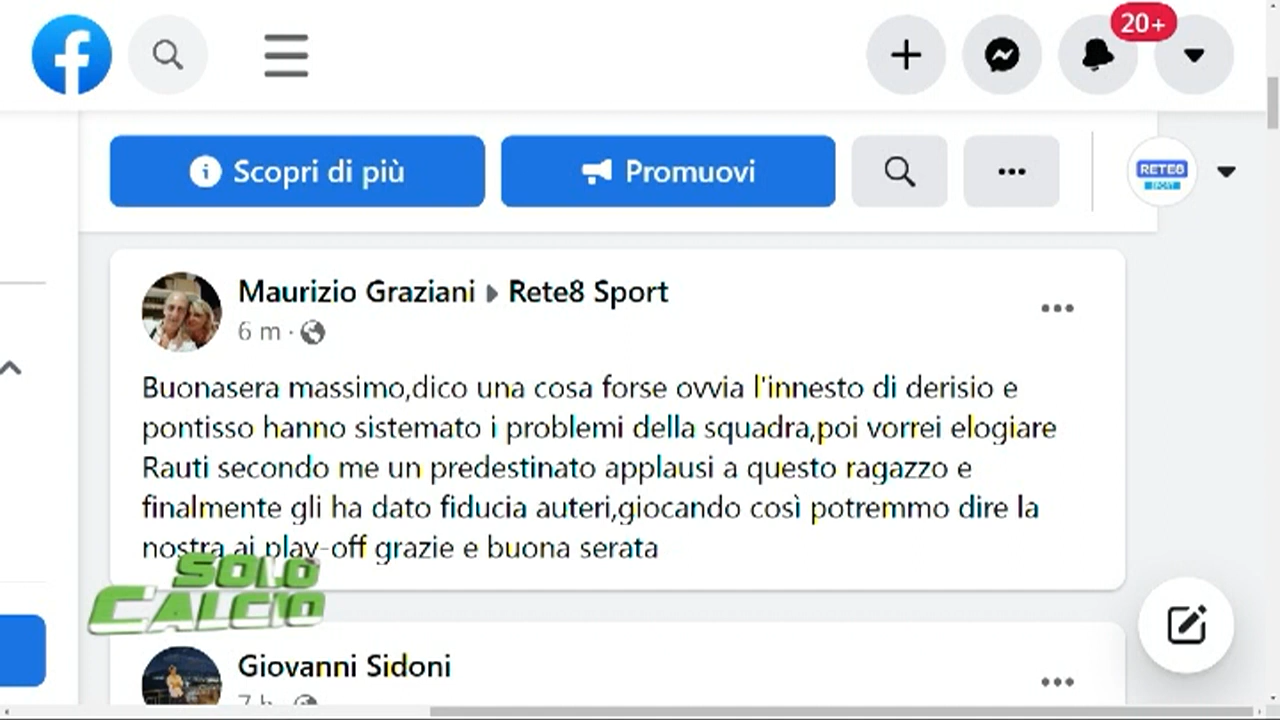 20+
Scopri di più
Promuovi
RETE8
SPORT
Maurizio Graziani Rete8 Sport
6 m ·
Buonasera massimo,dico una cosa forse ovvia l'innesto di derisio e
pontisso hanno sistemato i problemi della squadra,poi vorrei elogiare
Rauti secondo me un predestinato applausi a questo ragazzo e
finalmente gli ha dato fiducia auteri,giocando così potremmo dire la
nostra ai play-off grazie e buona serata
SOLO
CALCIO
Giovanni Sidoni
7 h ·